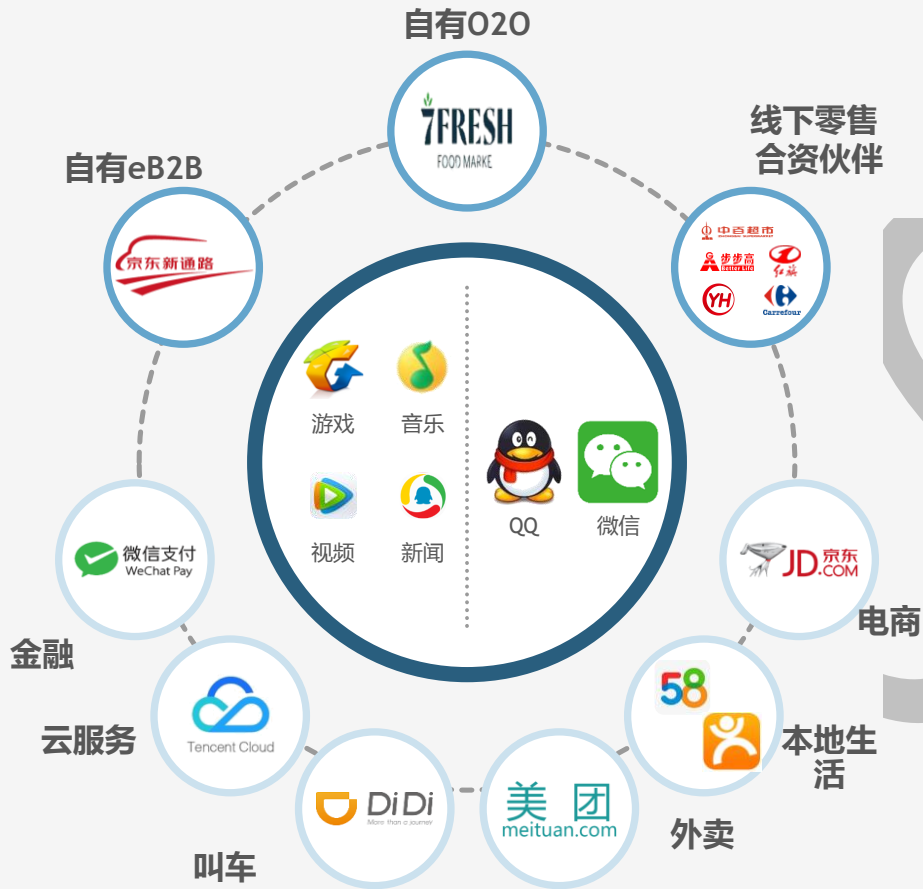 自有O2O
7FRESH
FOOD MARKE
线下零售
合资伙伴
中百超市
步步高
Better Life
红旗
YH
Carrefour
自有eB2B
京东新通路
游戏
音乐
视频
新闻
QQ
微信
微信支付
WeChat Pay
金融
JD.COM
京东
电商
Tencent Cloud
云服务
58
本地生
活
DiDi
More than a journey
叫车
美团
meituan.com
外卖